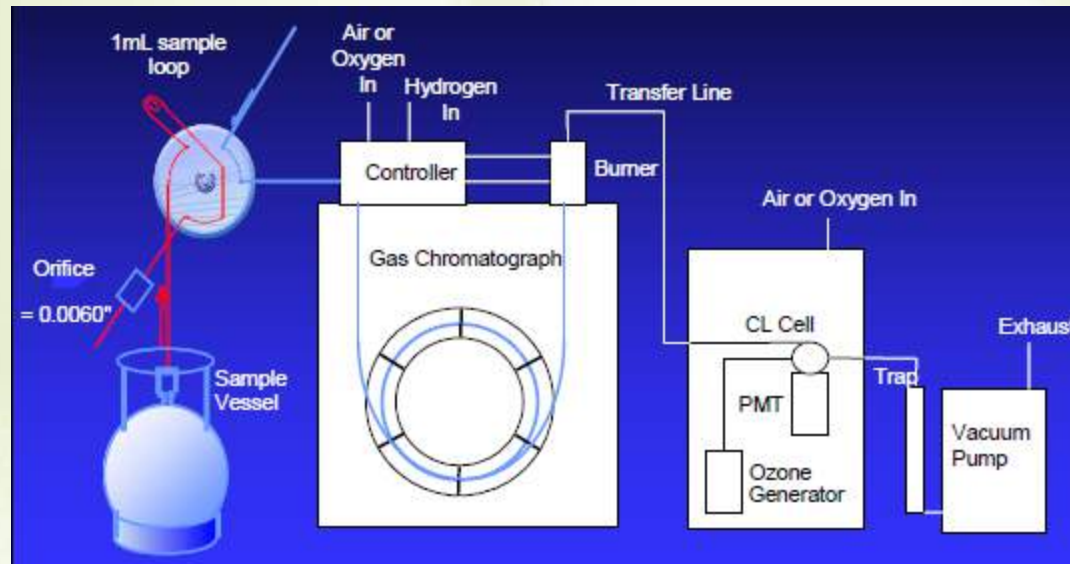 1mL sample
loop
Air or
Oxygen
In
Hydrogen
In
Transfer Line
Controller
Burner
Air or Oxygen In
Gas Chromatograph
Orifice
= 0.0060"
CL Cell
Exhaust
Sample
Vessel
Trap
PMT
Vacuum
Pump
Ozone
Generator